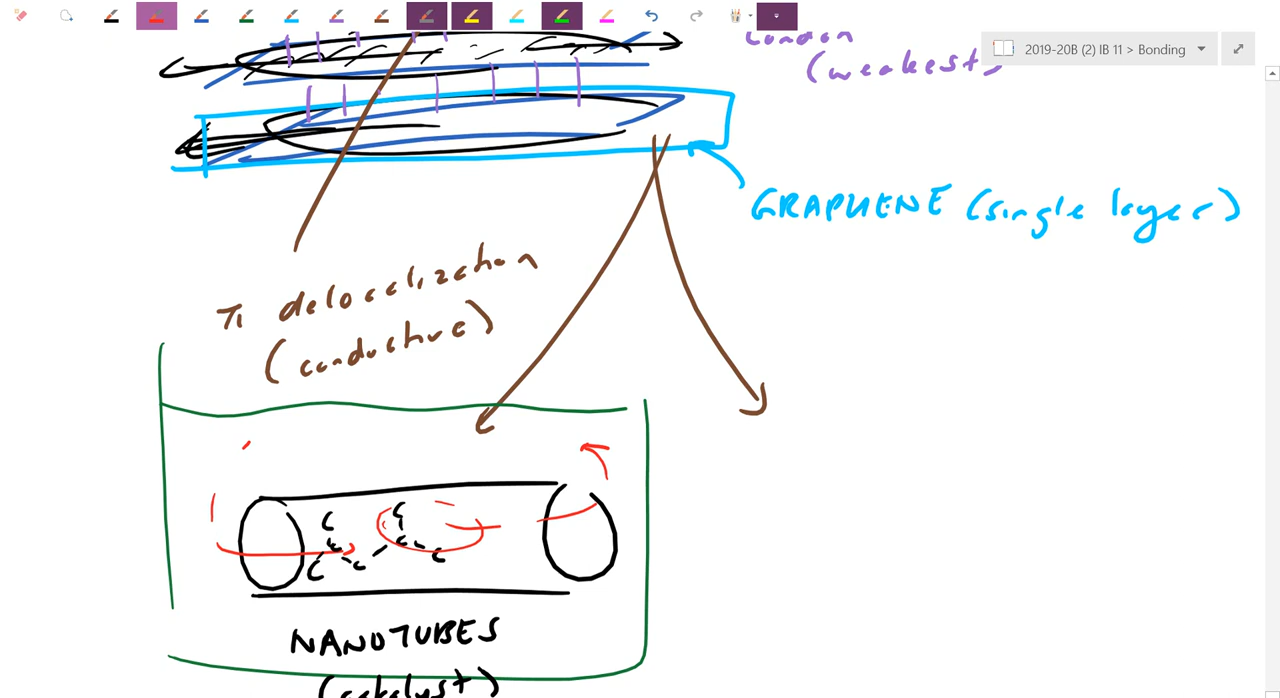 London
(weakest)
2019-20B (2) IB 11 > Bonding
GRAPHENE (single layer)
π delocalization
(conductive)
C
C
C
C
C
C
C
NANOTUBES
(catalyst)